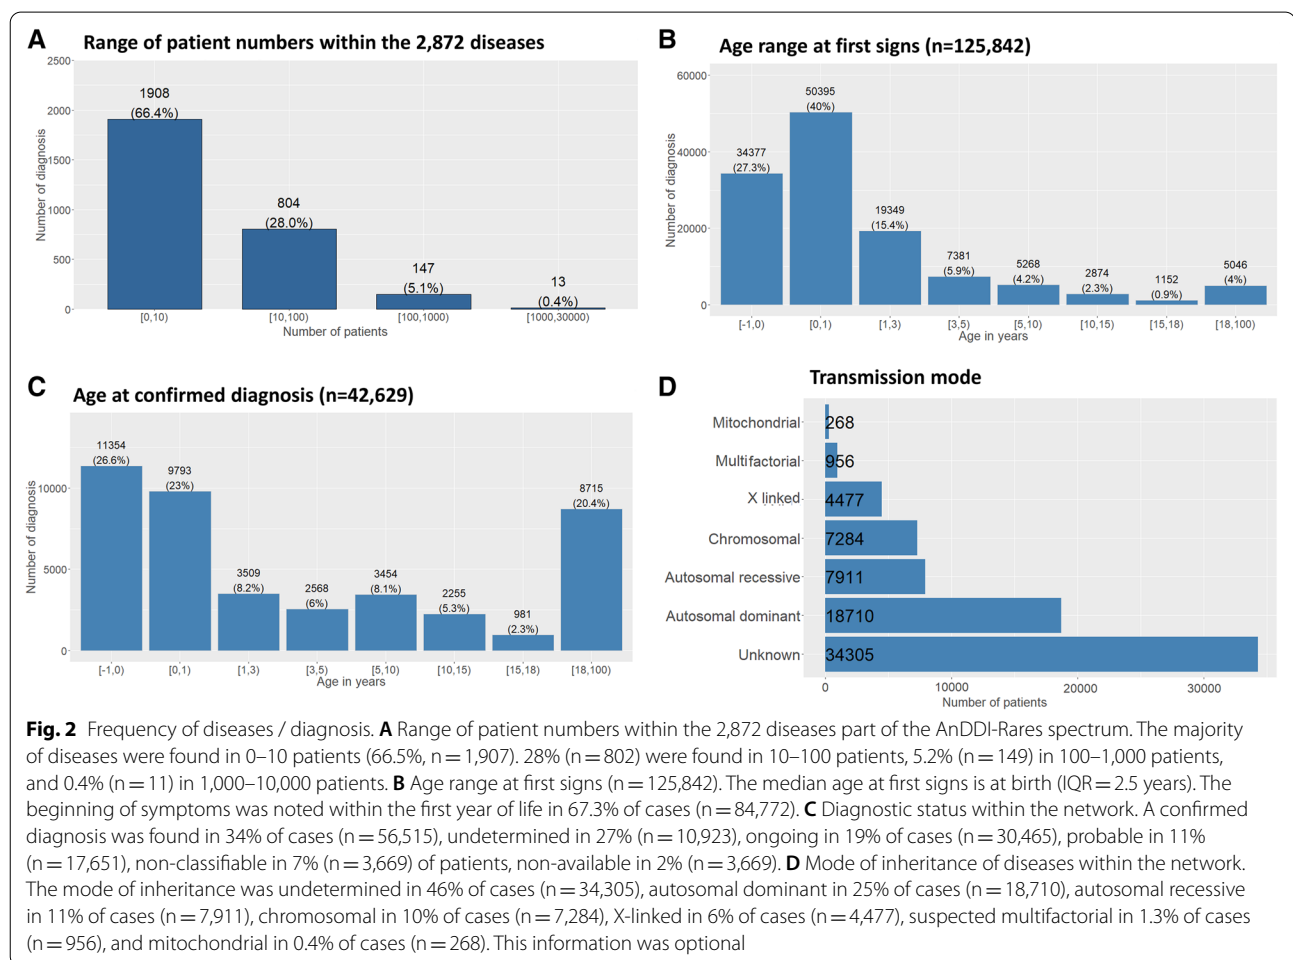 A
Range of patient numbers within the 2,872 diseases
2500
2000
1500
1000
500
0
Number of diagnosis
1908
(66.4%)
804
(28.0%)
147
(5.1%)
13
(0.4%)
[0,10)
[10,100)
[100,1000)
[1000,30000)
Number of patients
B
Age range at first signs (n=125,842)
60000
40000
20000
0
Number of diagnosis
34377
(27.3%)
50395
(40%)
19349
(15.4%)
7381
(5.9%)
5268
(4.2%)
2874
(2.3%)
1152
(0.9%)
5046
(4%)
[-1,0)
[0,1)
[1,3)
[3,5)
[5,10)
[10,15)
[15,18)
[18,100)
Age in years
C
Age at confirmed diagnosis (n=42,629)
10000
5000
0
Number of diagnosis
11354
(26.6%)
9793
(23%)
3509
(8.2%)
2568
(6%)
3454
(8.1%)
2255
(5.3%)
981
(2.3%)
8715
(20.4%)
[-1,0)
[0,1)
[1,3)
[3,5)
[5,10)
[10,15)
[15,18)
[18,100)
Age in years
D
Transmission mode
Mitochondrial 268
Multifactorial 956
X linked 4477
Chromosomal 7284
Autosomal recessive 7911
Autosomal dominant 18710
Unknown 34305
0
10000
20000
30000
Number of patients
Fig. 2 Frequency of diseases / diagnosis. A Range of patient numbers within the 2,872 diseases part of the AnDDI-Rares spectrum. The majority
of diseases were found in 0–10 patients (66.5%, n = 1,907). 28% (n = 802) were found in 10–100 patients, 5.2% (n = 149) in 100–1,000 patients,
and 0.4% (n = 11) in 1,000–10,000 patients. B Age range at first signs (n = 125,842). The median age at first signs is at birth (IQR = 2.5 years). The
beginning of symptoms was noted within the first year of life in 67.3% of cases (n = 84,772). C Diagnostic status within the network. A confirmed
diagnosis was found in 34% of cases (n = 56,515), undetermined in 27% (n = 10,923), ongoing in 19% of cases (n = 30,465), probable in 11%
(n = 17,651), non-classifiable in 7% (n = 3,669) of patients, non-available in 2% (n = 3,669). D Mode of inheritance of diseases within the network.
The mode of inheritance was undetermined in 46% of cases (n = 34,305), autosomal dominant in 25% of cases (n = 18,710), autosomal recessive
in 11% of cases (n = 7,911), chromosomal in 10% of cases (n = 7,284), X-linked in 6% of cases (n = 4,477), suspected multifactorial in 1.3% of cases
(n = 956), and mitochondrial in 0.4% of cases (n = 268). This information was optional